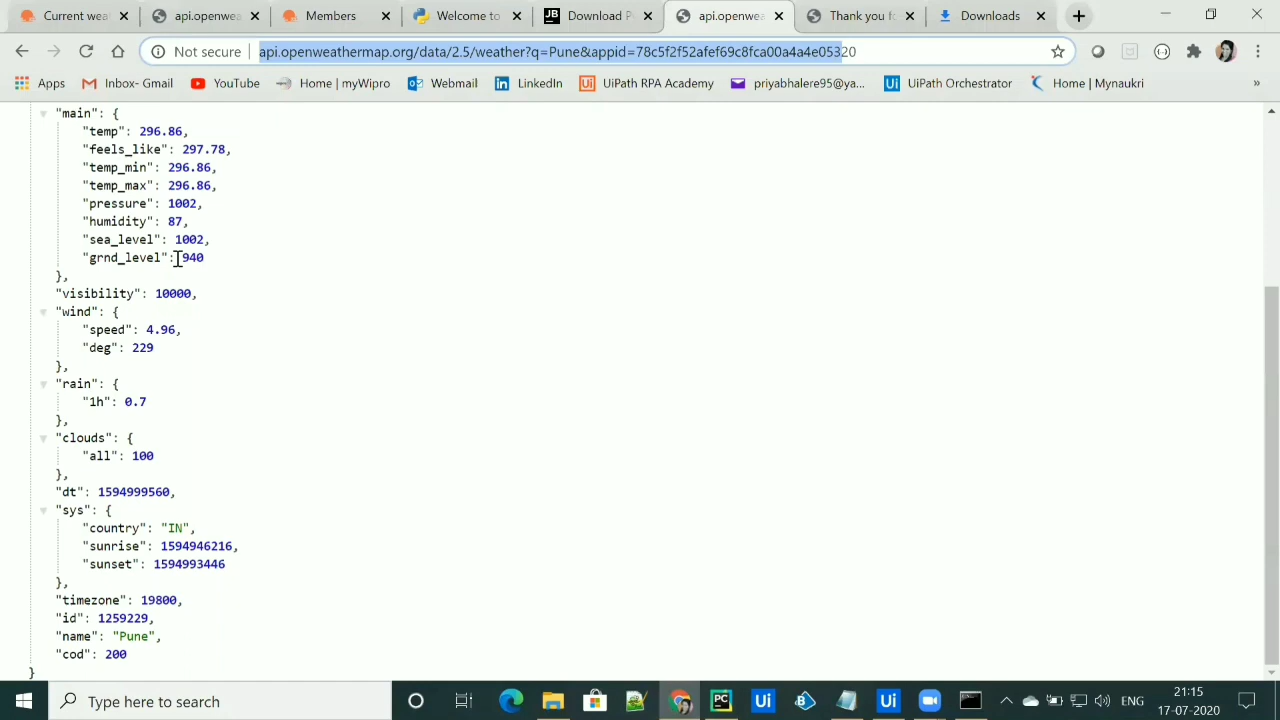 Current weat
api.openwea
Members
Welcome to
Download P
api.openwea
Thank you fo
Downloads
Not secure
api.openweathermap.org/data/2.5/weather?q=Pune&appid=78c5f2f52afef69c8fca00a4a4e05320
Apps
Inbox- Gmail
YouTube
Home | myWipro
Webmail
LinkedIn
UiPath RPA Academy
priyabhalere95@ya...
UiPath Orchestrator
Home | Mynaukri
»
"main": {
"temp": 296.86,
"feels_like": 297.78,
"temp_min": 296.86,
"temp_max": 296.86,
"pressure": 1002,
"humidity": 87,
"sea_level": 1002,
"grnd_level": 940
},
"visibility": 10000,
"wind": {
"speed": 4.96,
"deg": 229
},
"rain": {
"1h": 0.7
},
"clouds": {
"all": 100
},
"dt": 1594999560,
"sys": {
"country": "IN",
"sunrise": 1594946216,
"sunset": 1594993446
},
"timezone": 19800,
"id": 1259229,
"name": "Pune",
"cod": 200
}
Type here to search
ENG
21:15
17-07-2020